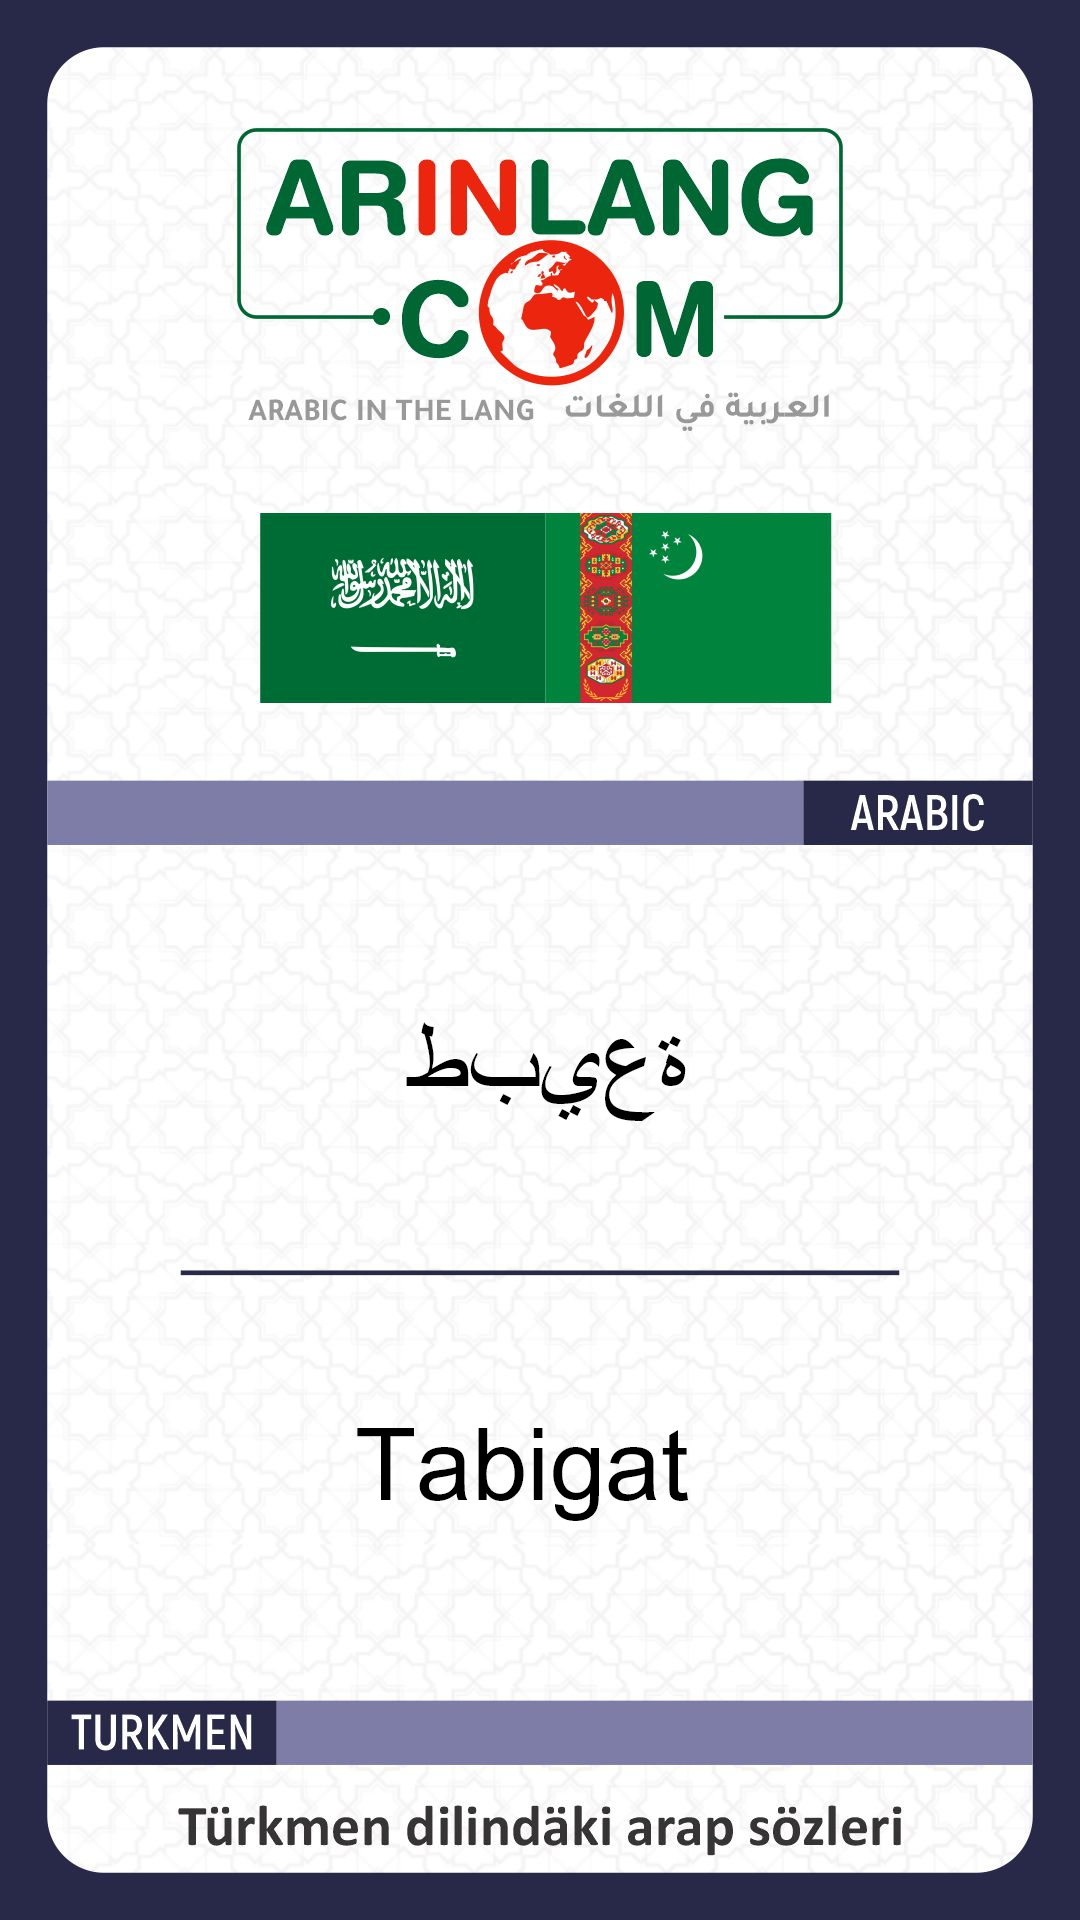 ARINLANG
.COM
ARABIC IN THE LANG العربية في اللغات
لا إله إلا الله محمد رسول الله
ARABIC
طبيعة
Tabigat
TURKMEN
Türkmen dilindäki arap sözleri